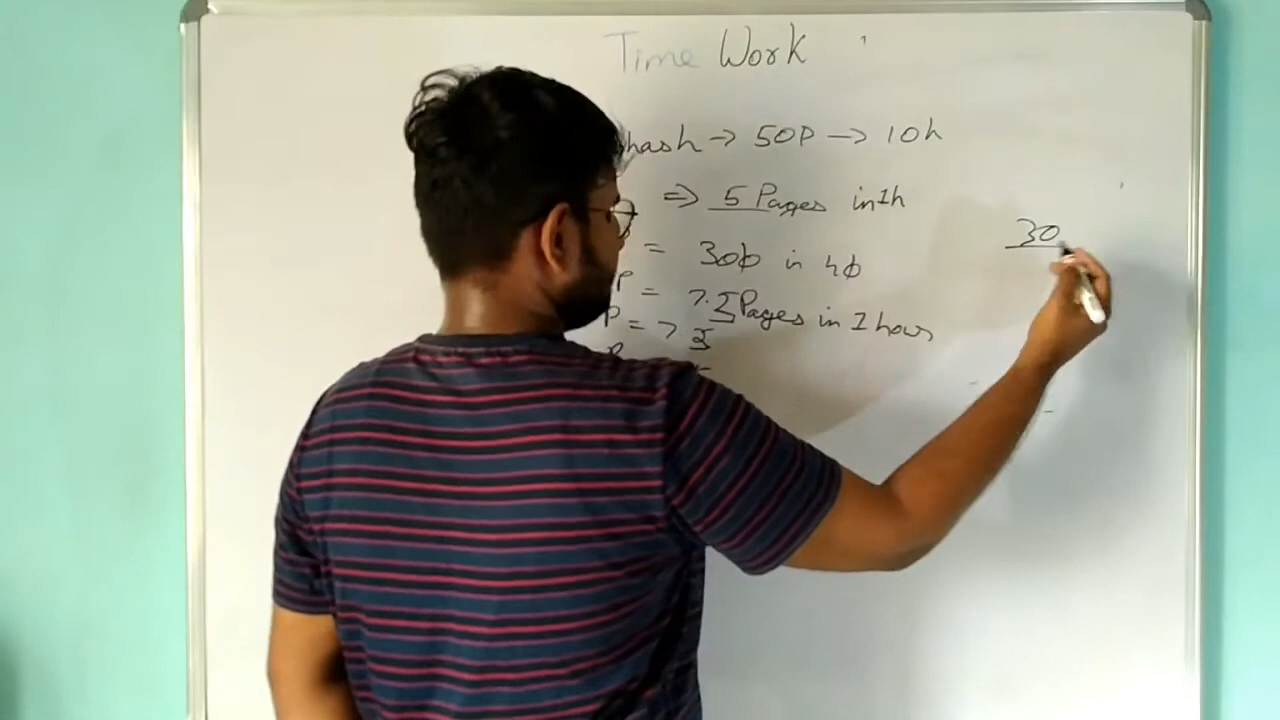 Time Work
hash → 50P → 10h
⇒ 5 Pages in 1h
30
= 30p in 4
P = 7.5 Pages in 1 hour
P = 7.5